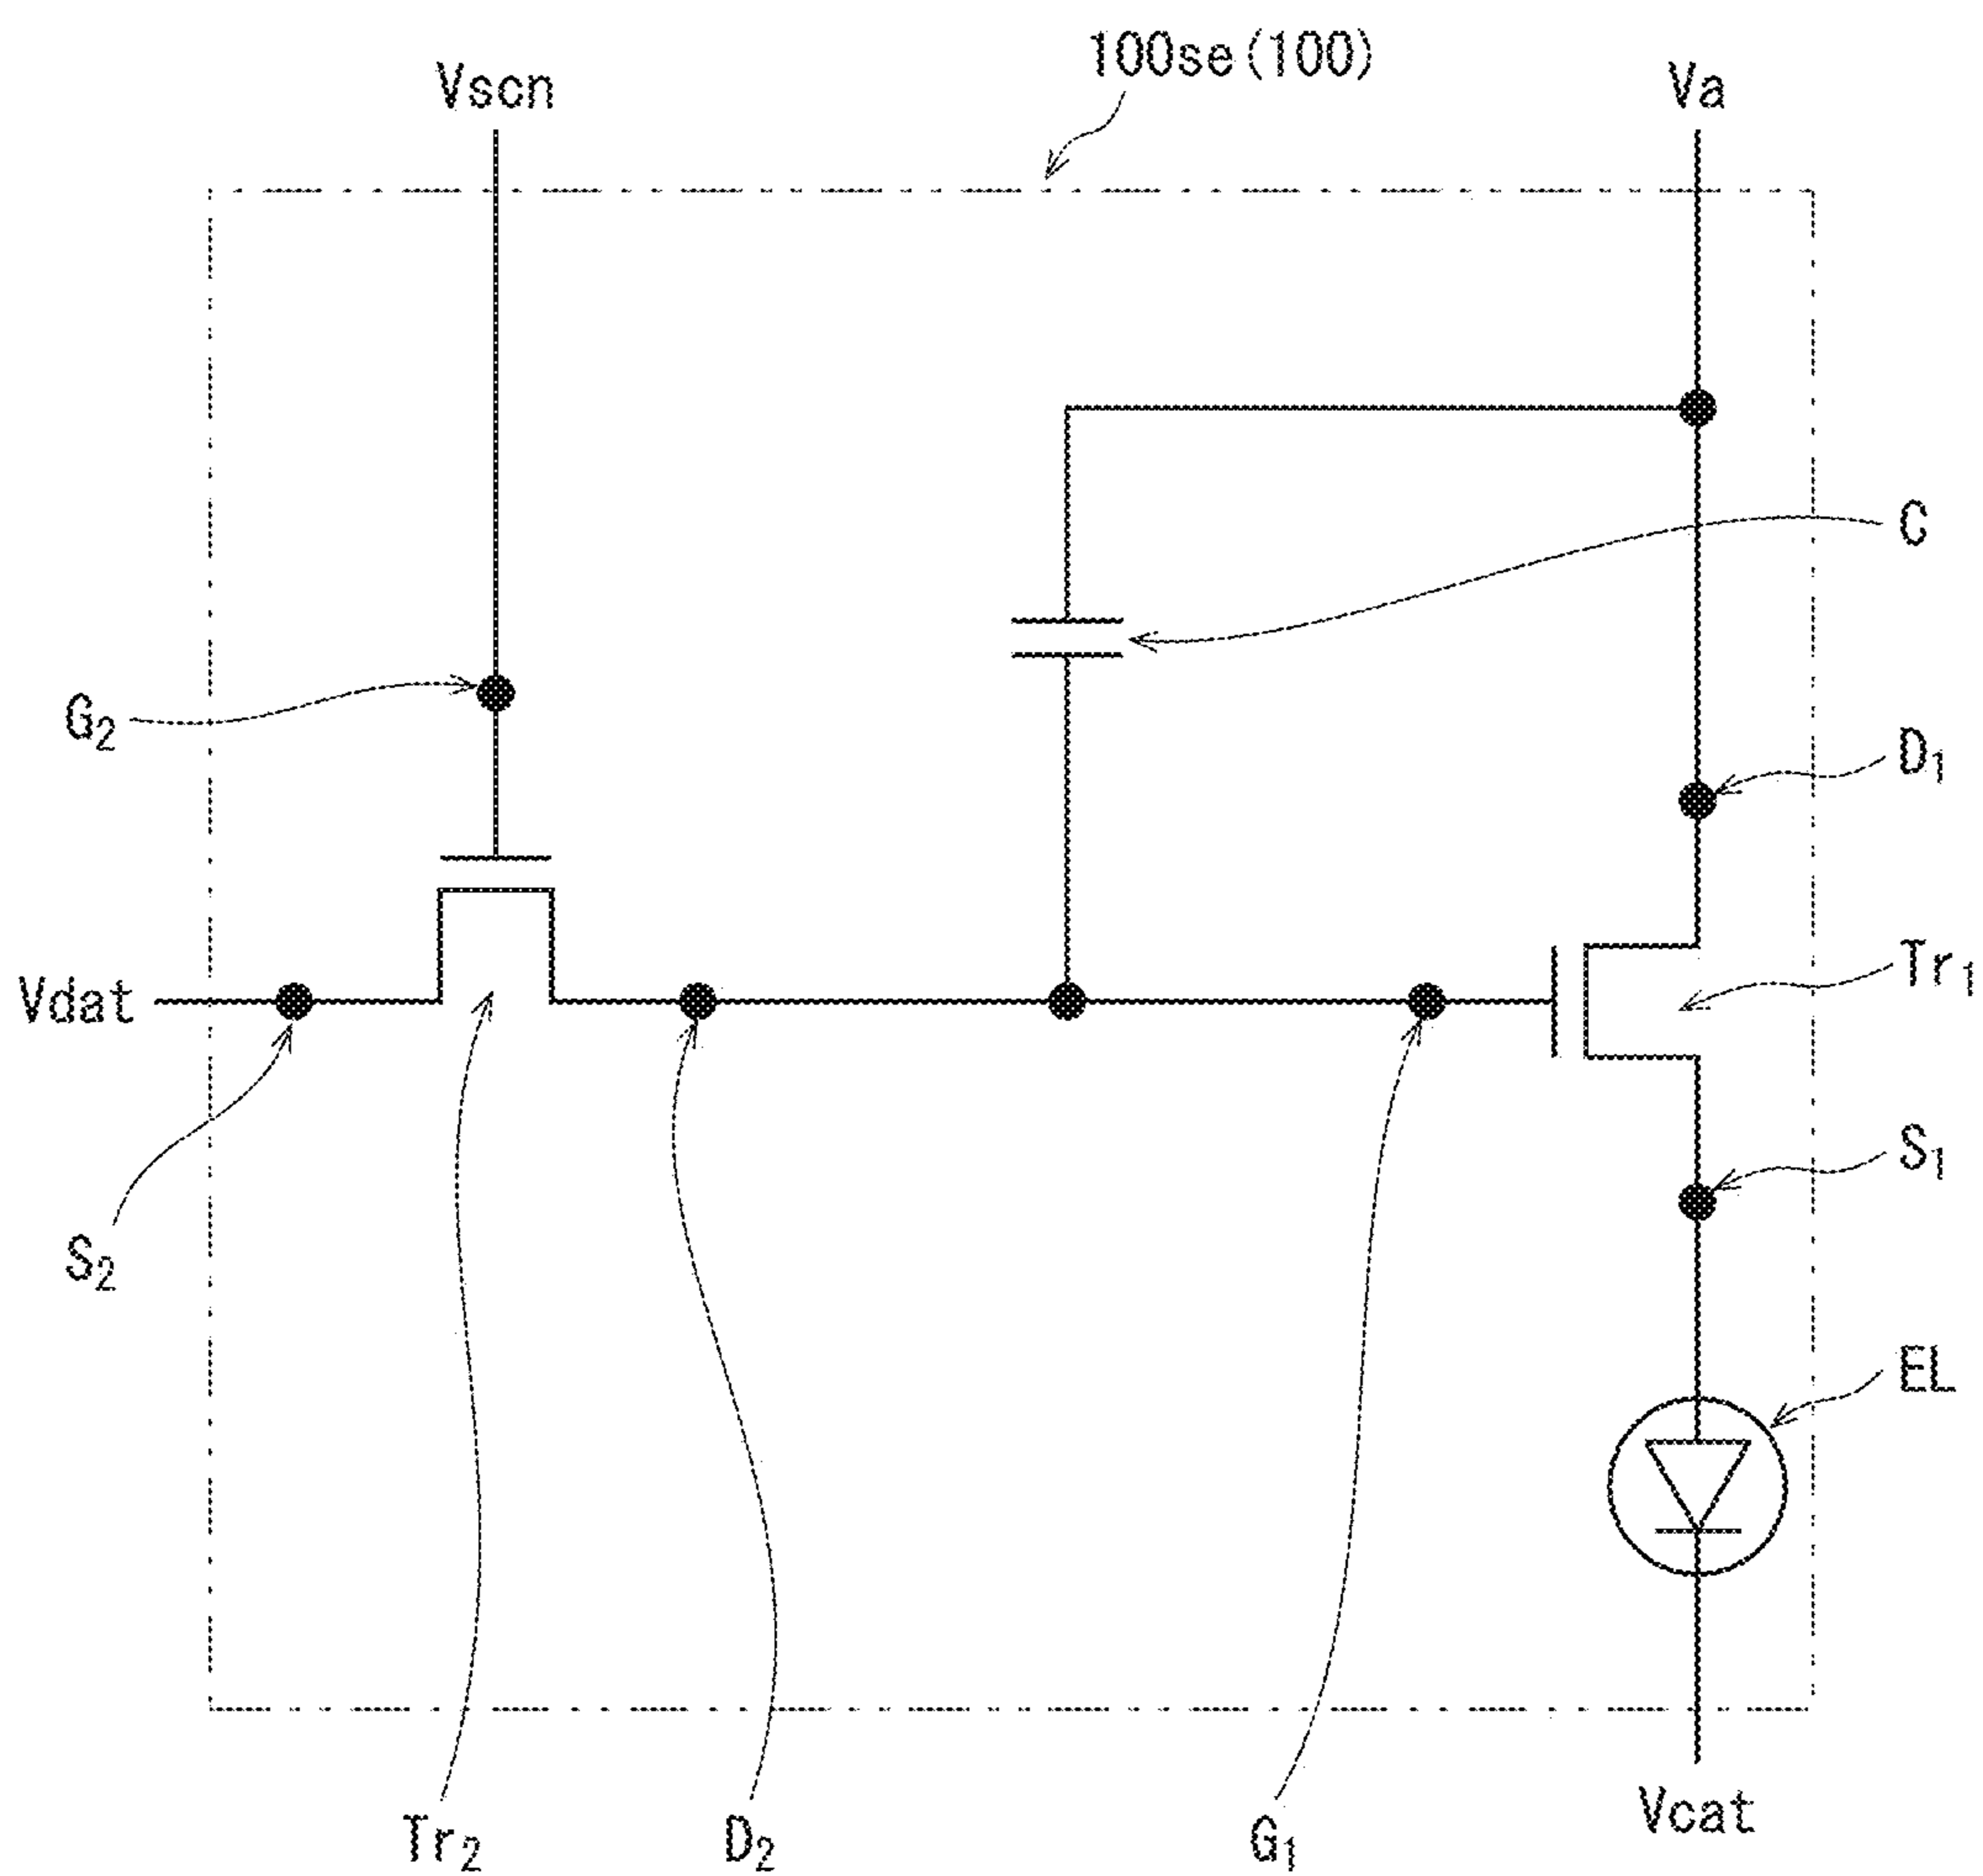 100se(100)
Vscn
Va
C
G2
D1
Tr1
Vdat
S1
S2
EL
Vcat
Tr2
D2
G1